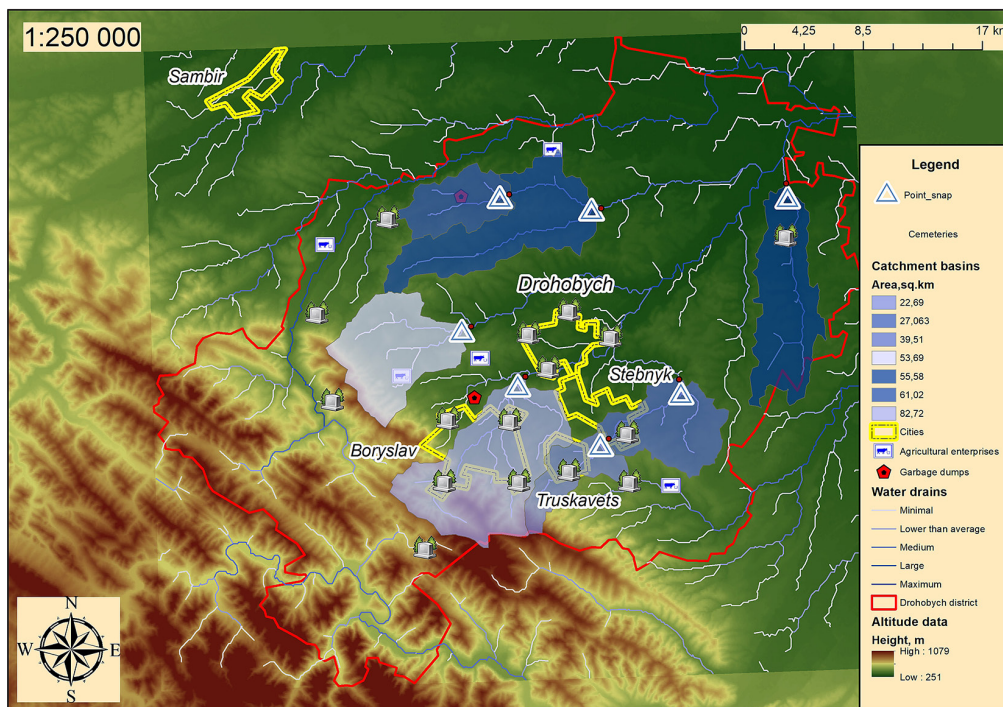 1:250 000
0 4,25 8,5 17 km
Sambir
Drohobych
Stebnyk
Boryslav
Truskavets
N
W E
S
Legend
Point_snap
Cemeteries
Catchment basins
Area,sq.km
22,69
27,063
39,51
53,69
55,58
61,02
82,72
Cities
Agricultural enterprises
Garbage dumps
Water drains
Minimal
Lower than average
Medium
Large
Maximum
Drohobych district
Altitude data
Height, m
High : 1079
Low : 251